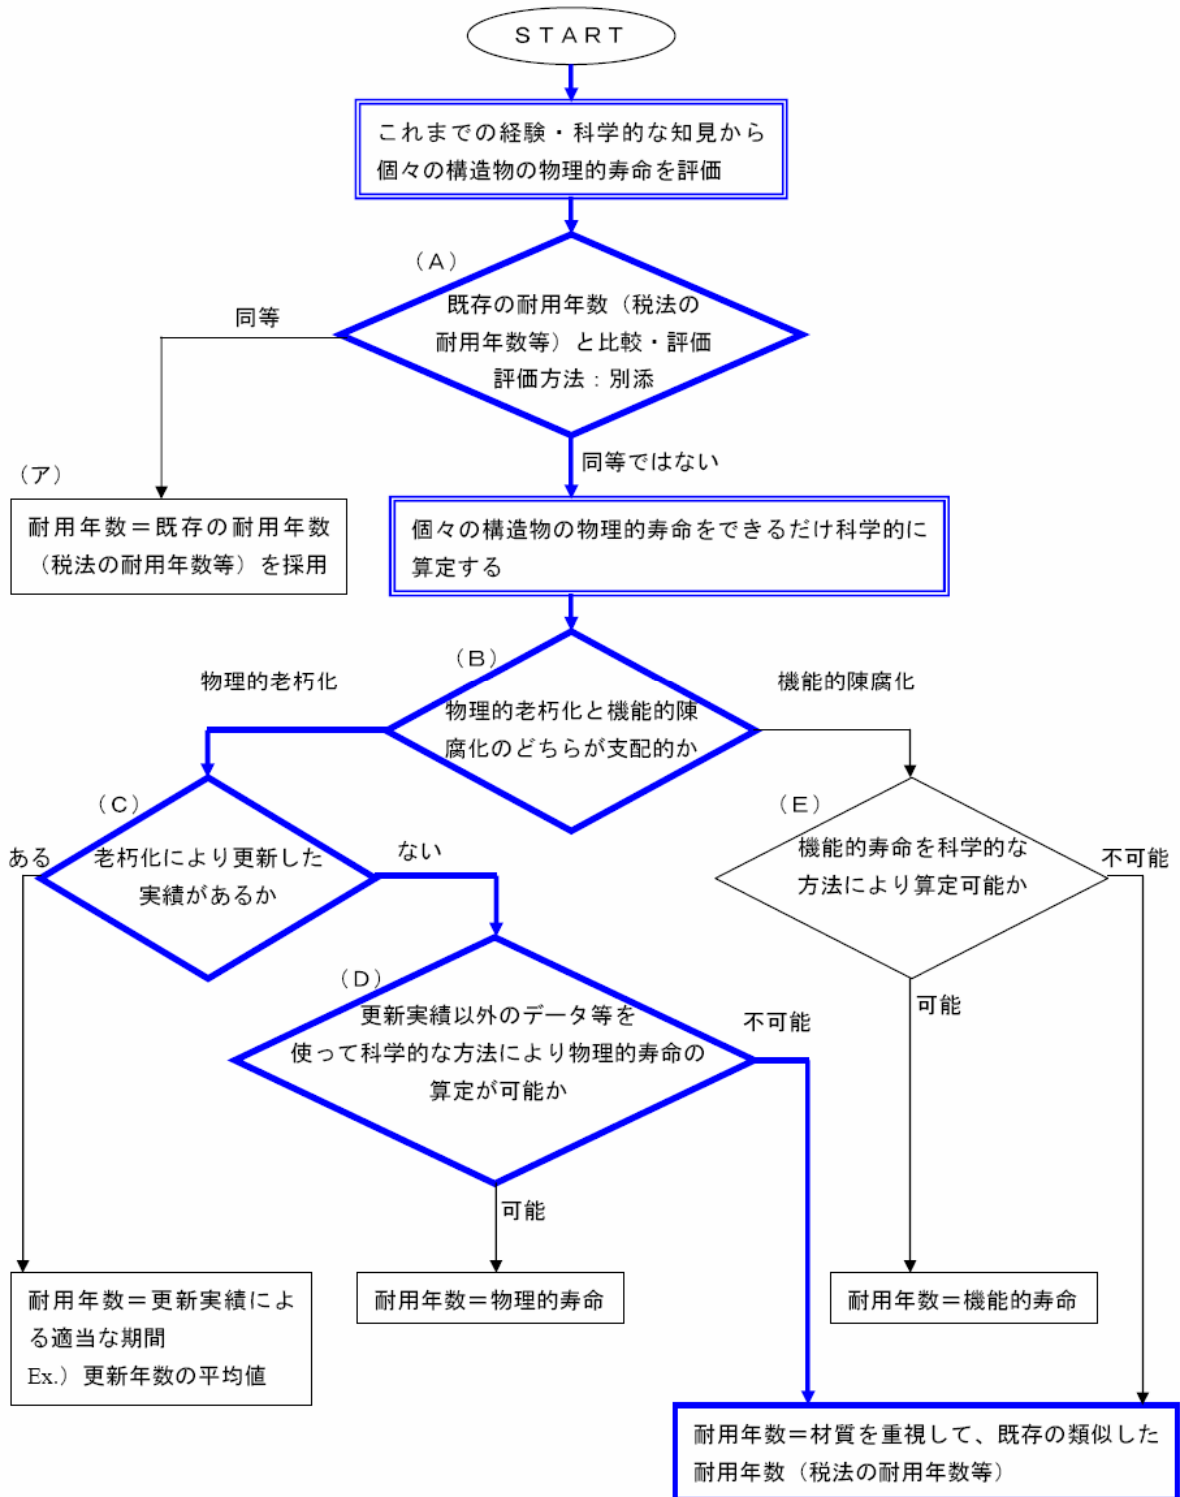 ＳＴＡＲＴ
これまでの経験・科学的な知見から
個々の構造物の物理的寿命を評価
（Ａ）
既存の耐用年数（税法の
耐用年数等）と比較・評価
評価方法：別添
同等
同等ではない
（ア）
耐用年数＝既存の耐用年数
（税法の耐用年数等）を採用
個々の構造物の物理的寿命をできるだけ科学的に
算定する
（Ｂ）
物理的老朽化
機能的陳腐化
物理的老朽化と機能的陳
腐化のどちらが支配的か
（Ｃ）
ある
老朽化により更新した
実績があるか
ない
（Ｅ）
機能的寿命を科学的な
方法により算定可能か
不可能
可能
（Ｄ）
更新実績以外のデータ等を
使って科学的な方法により物理的寿命の
算定が可能か
不可能
可能
耐用年数＝更新実績によ
る適当な期間
Ex.）更新年数の平均値
耐用年数＝物理的寿命
耐用年数＝機能的寿命
耐用年数＝材質を重視して、既存の類似した
耐用年数（税法の耐用年数等）